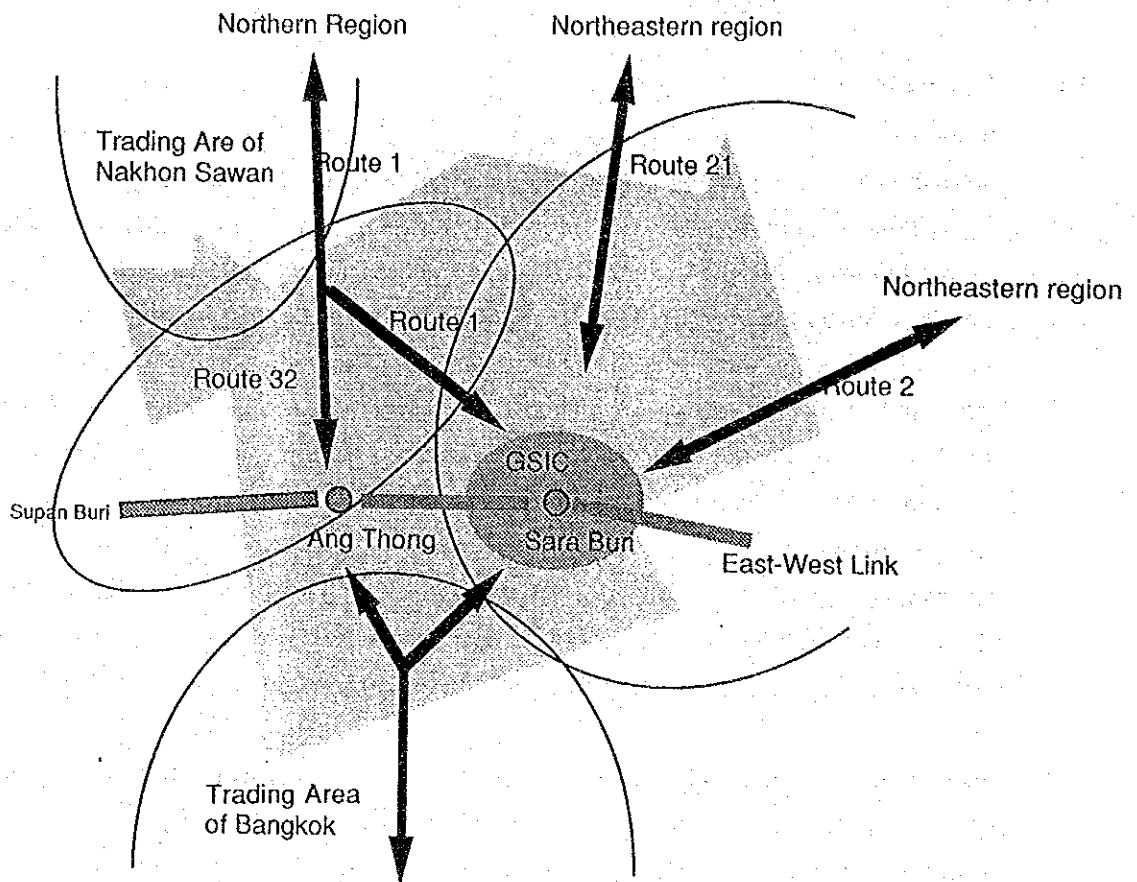 Northern Region
Northeastern region
Trading Are of
Nakhon Sawan
Route 1
Route 21
Northeastern region
Route 1
Route 32
Route 2
GSIC
Supan Buri
Ang Thong
Sara Buri
East-West Link
Trading Area
of Bangkok